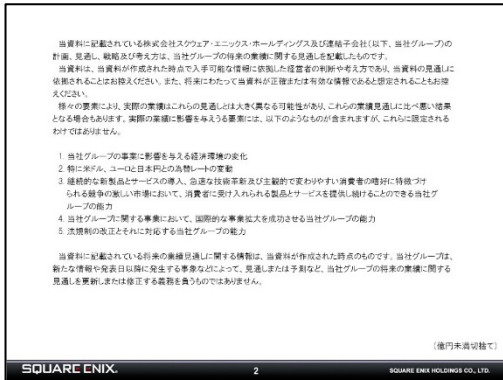 当資料に記載されている株式会社スクウェア・エニックス・ホールディングス及び連結子会社(以下、当社グループ)の
計画、見通し、戦略及び考え方は、当社グループの将来の業績に関する見通しを記載したものです。
当資料は、当資料が作成された時点で入手可能な情報に依拠した経営者の判断や考え方であり、当資料の見通しに
依拠されることはお控えください。また、将来にわたって当資料が正確または有効な情報であると想定されることもお控
えください。
様々の要素により、実際の業績はこれらの見通しとは大きく異なる可能性があり、これらの業績見通しに比べ悪い結果
となる場合もあります。実際の業績に影響を与えうる要素には、以下のようなものが含まれますが、これらに限定される
わけではありません。
1. 当社グループの事業に影響を与える経済環境の変化
2. 特に米ドル、ユーロと日本円との為替レートの変動
3. 継続的な新製品とサービスの導入、急速な技術革新及び主観的で変わりやすい消費者の嗜好に特徴づけ
られる競争の激しい市場において、消費者に受け入れられる製品とサービスを提供し続けることのできる当社グ
ループの能力
4. 当社グループに関する事業において、国際的な事業拡大を成功させる当社グループの能力
5. 法規制の改正とそれに対応する当社グループの能力
当資料に記載されている将来の業績見通しに関する情報は、当資料が作成された時点のものです。当社グループは、
新たな情報や発表日以降に発生する事象などによって、見通しまたは予測など、当社グループの将来の業績に関する
見通しを更新しまたは修正する義務を負うものではありません。
(億円未満切捨て)
SQUARE ENIX. 2 SQUARE ENIX HOLDINGS CO., LTD.